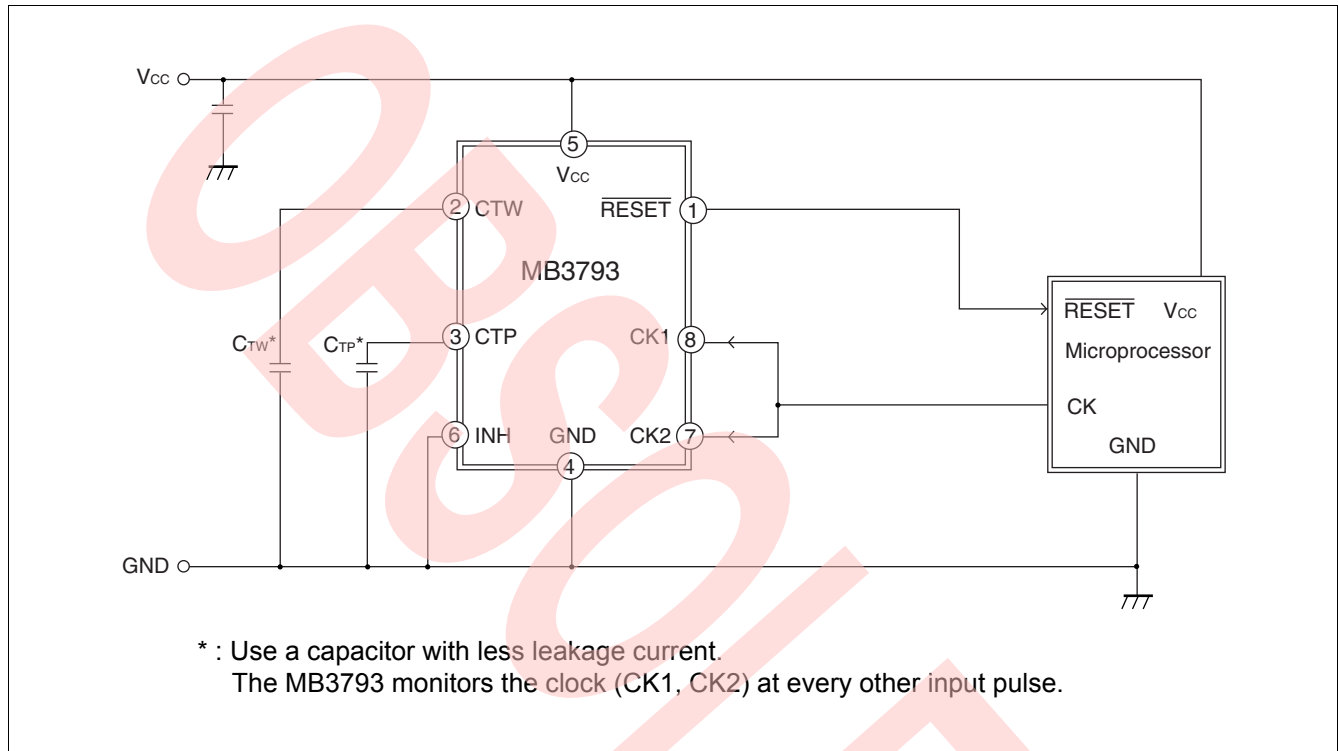 Vcc
5
Vcc
2 CTW
RESET 1
MB3793
RESET Vcc
3 CTP
CK1 8
CTW*
CTP*
Microprocessor
CK
6 INH
GND
CK2 7
GND
4
GND
* : Use a capacitor with less leakage current.
The MB3793 monitors the clock (CK1, CK2) at every other input pulse.
OBSOL